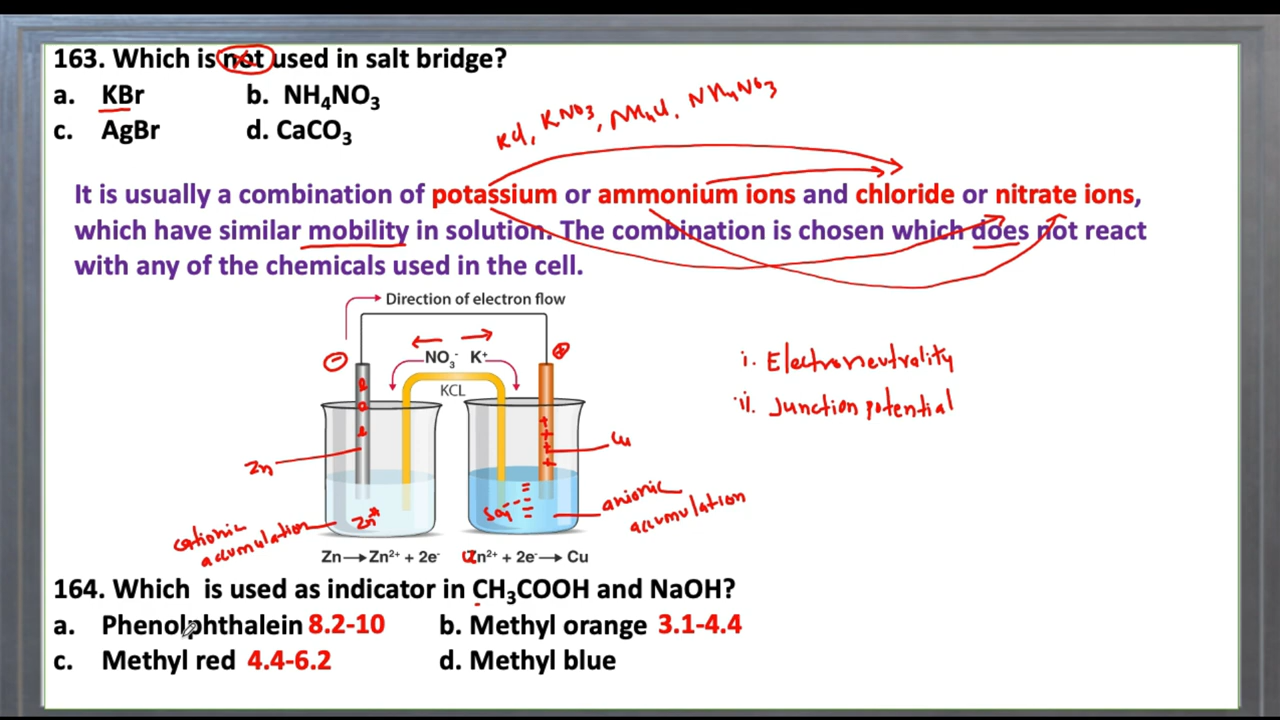 163. Which is not used in salt bridge?
a. KBr b. NH₄NO₃
c. AgBr d. CaCO₃
KCl, KNO₃, NH₄Cl, NH₄NO₃
It is usually a combination of potassium or ammonium ions and chloride or nitrate ions,
which have similar mobility in solution. The combination is chosen which does not react
with any of the chemicals used in the cell.
Direction of electron flow
NO₃⁻ K⁺
KCL
i. Electroneutrality
ii. Junction potential
Zn
Cu
cationic accumulation
Zn⁺⁺
SO₄
anionic accumulation
Zn→Zn²⁺ + 2e⁻ Cn²⁺ + 2e⁻→Cu
164. Which is used as indicator in CH₃COOH and NaOH?
a. Phenolphthalein 8.2-10 b. Methyl orange 3.1-4.4
c. Methyl red 4.4-6.2 d. Methyl blue